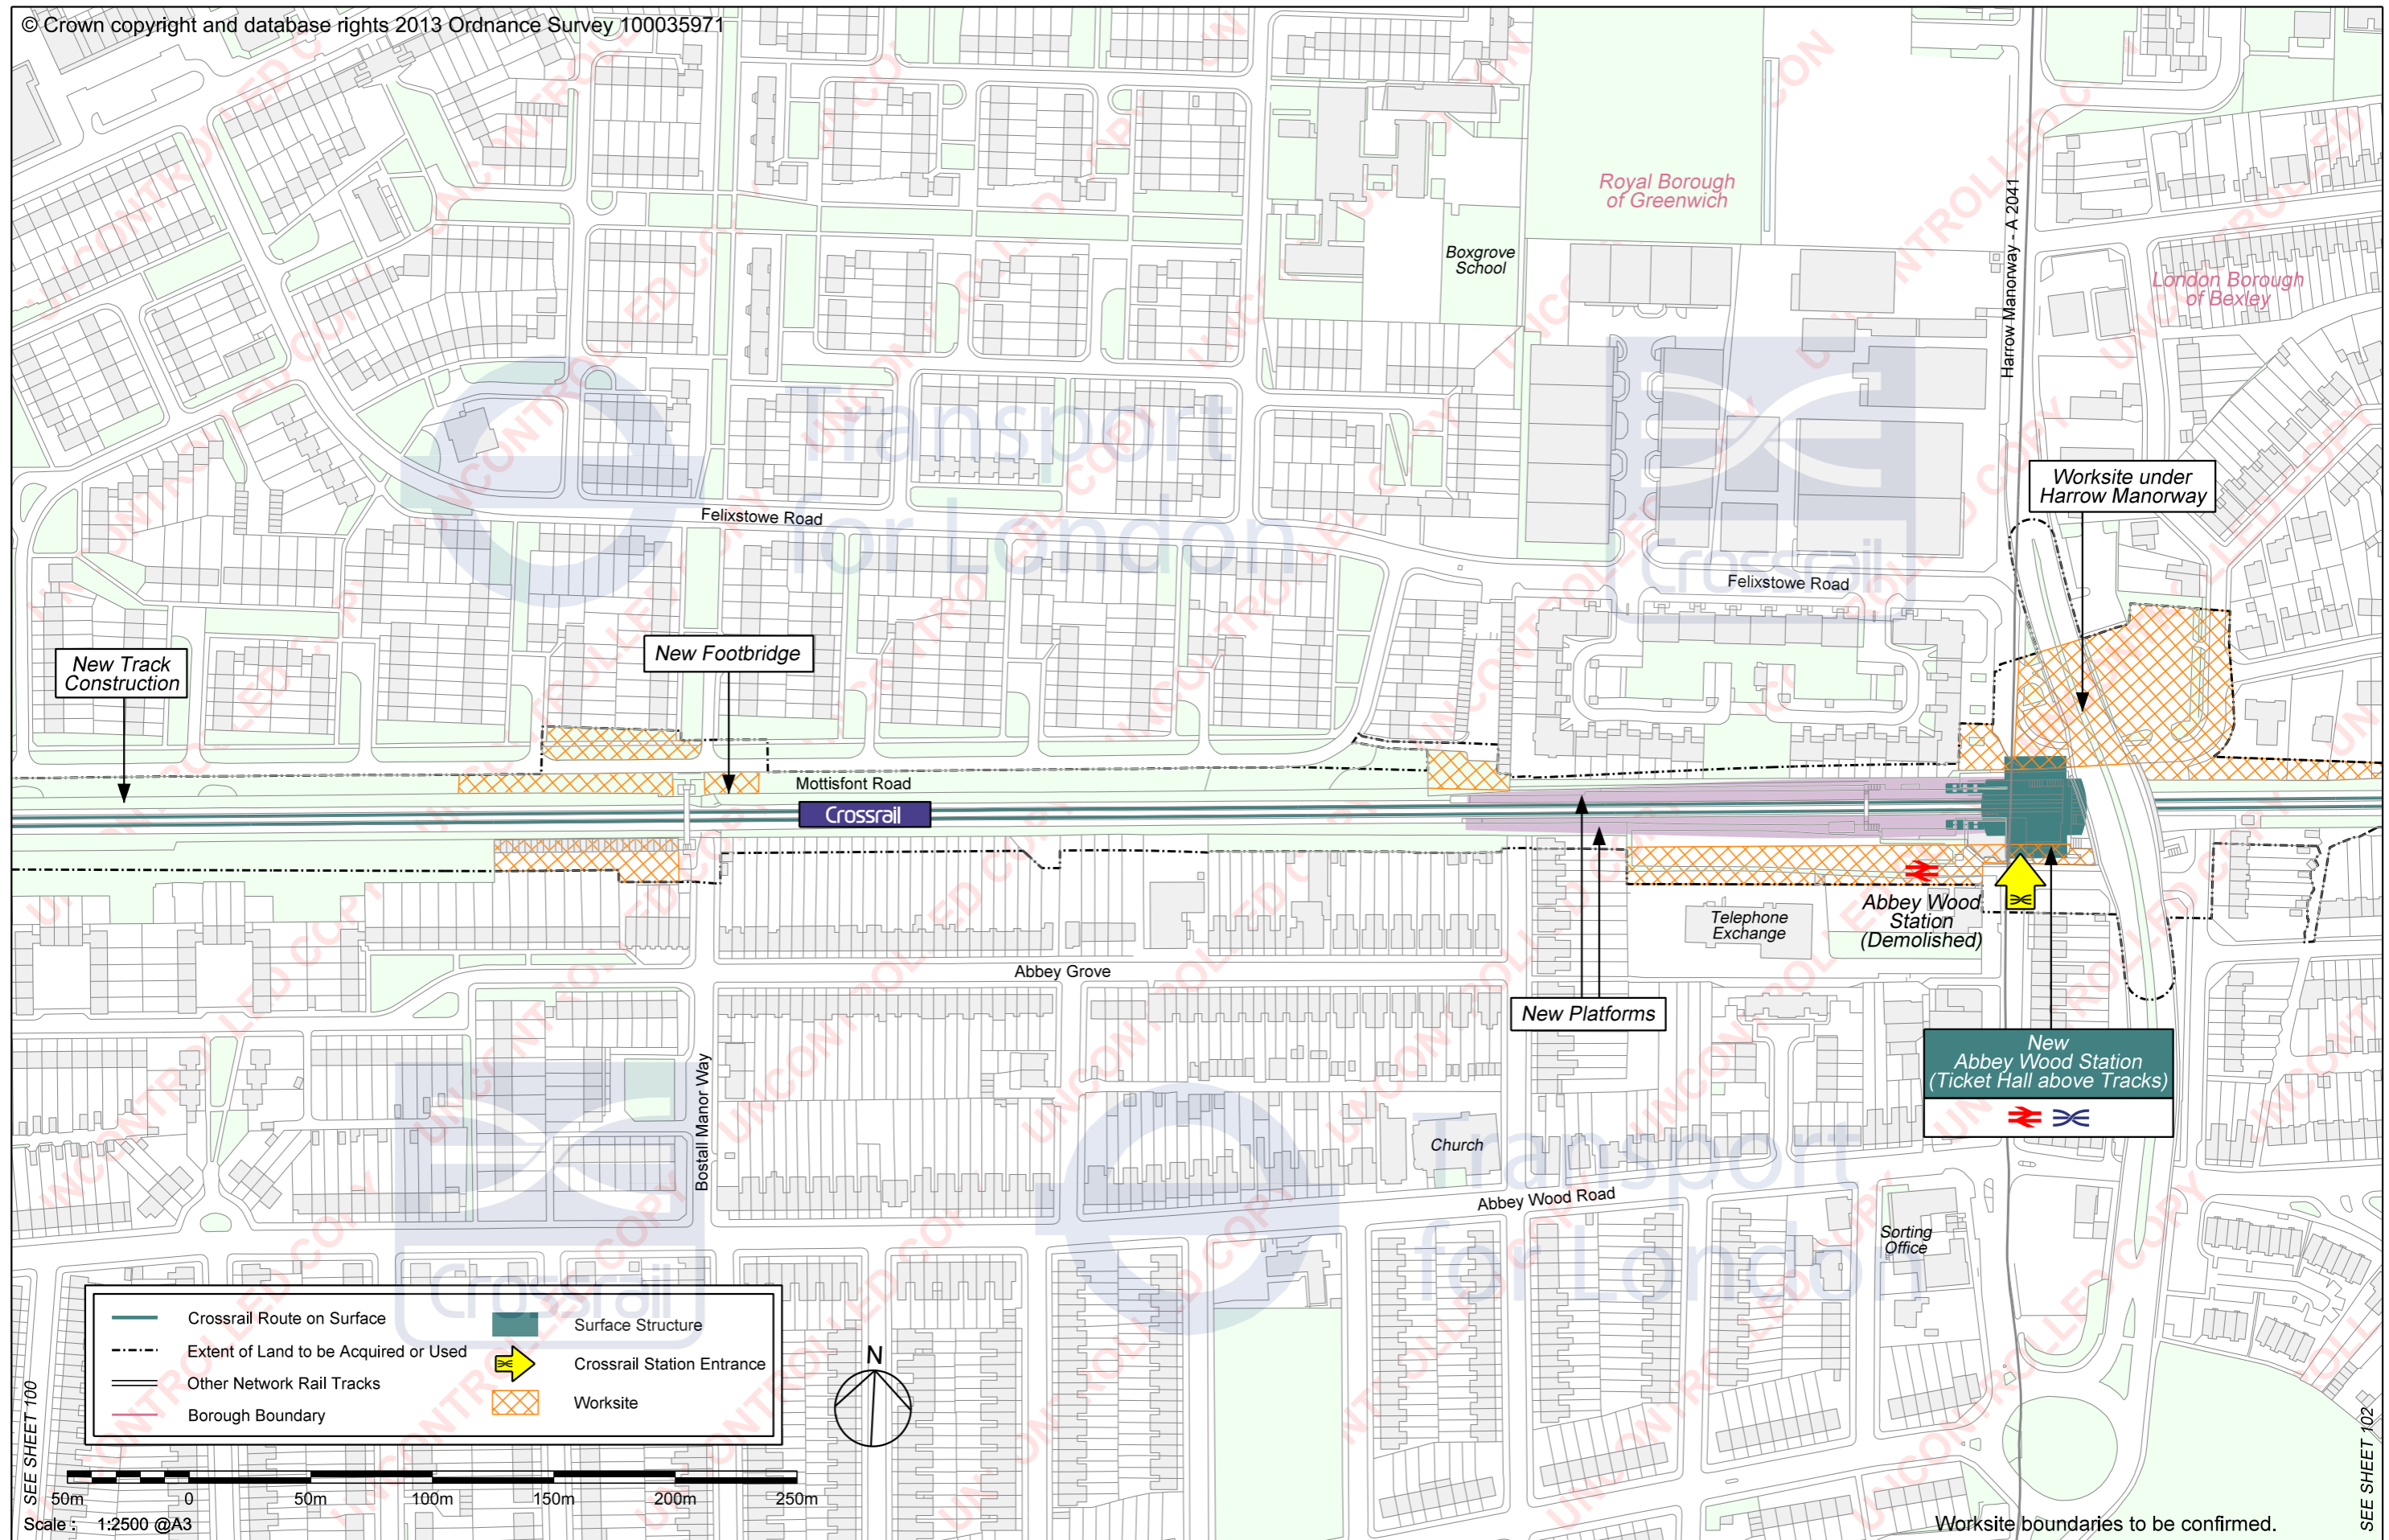 © Crown copyright and database rights 2013 Ordnance Survey 100035971
Royal Borough
of Greenwich
Harrow Manorway - A 2041
Boxgrove
School
London Borough
of Bexley
Transport
for London
Crossrail
Worksite under
Harrow Manorway
Felixstowe Road
Felixstowe Road
New Track
Construction
New Footbridge
Mottisfont Road
Crossrail
Abbey Wood
Station
(Demolished)
Telephone
Exchange
Abbey Grove
New Platforms
New
Abbey Wood Station
(Ticket Hall above Tracks)
Bostall Manor Way
Church
Transport
for London
Abbey Wood Road
Sorting
Office
Crossrail
Crossrail Route on Surface
Extent of Land to be Acquired or Used
Other Network Rail Tracks
Borough Boundary
Surface Structure
Crossrail Station Entrance
Worksite
N
SEE SHEET 100
50m 0 50m 100m 150m 200m 250m
Scale : 1:2500 @A3
Worksite boundaries to be confirmed.
SEE SHEET 102
UNCONTROLLED COPY